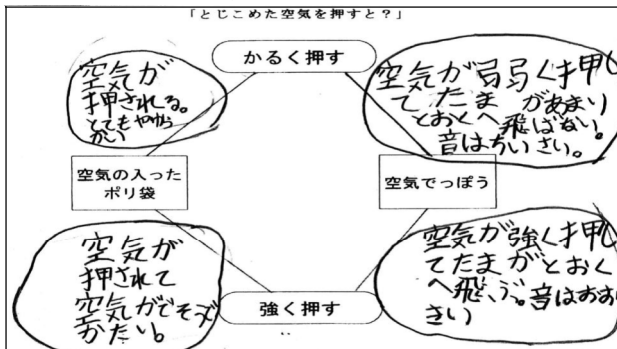 「とじこめた空気を押すと？」
かるく押す
空気が
押される。
とてもやわら
かい
空気が弱弱く押し
て たま があまり
とおくへ飛ばない。
音はちいさい。
空気の入った
ポリ袋
空気でっぽう
空気が
押されて
空気がでそうで
かたい。
強く押す
空気が強く押し
てたまがとおく
へ飛ぶ。音はおお
さい